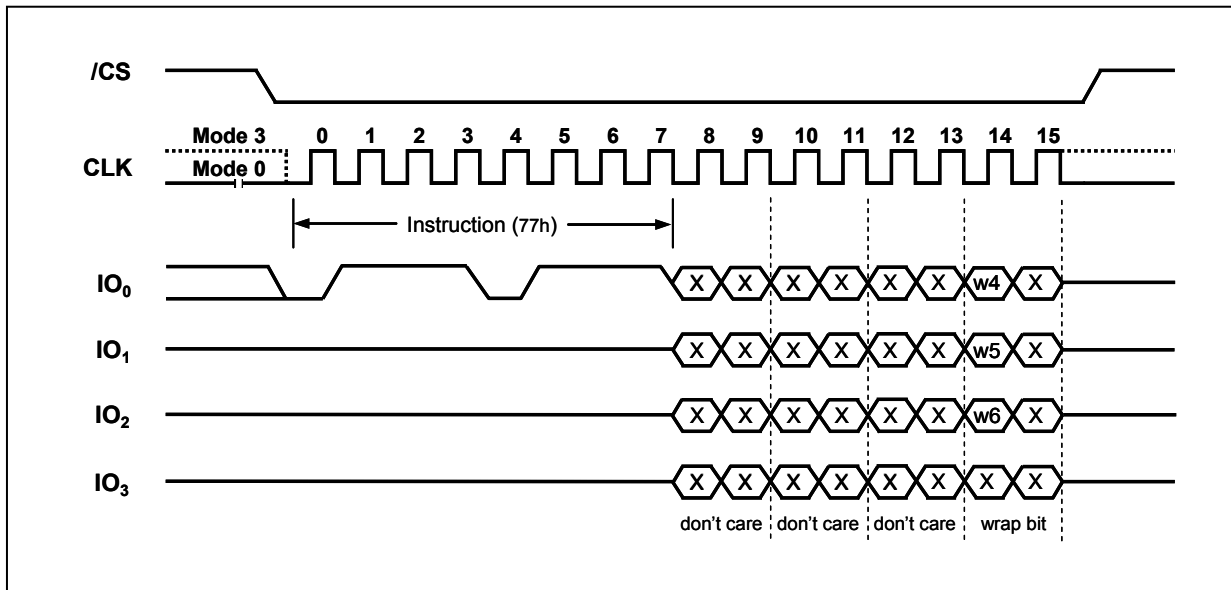 /CS
Mode 3 0 1 2 3 4 5 6 7 8 9 10 11 12 13 14 15
CLK Mode 0
Instruction (77h)
IO0 X X X X X X w4 X
IO1 X X X X X X w5 X
IO2 X X X X X X w6 X
IO3 X X X X X X X X
don't care don't care don't care wrap bit